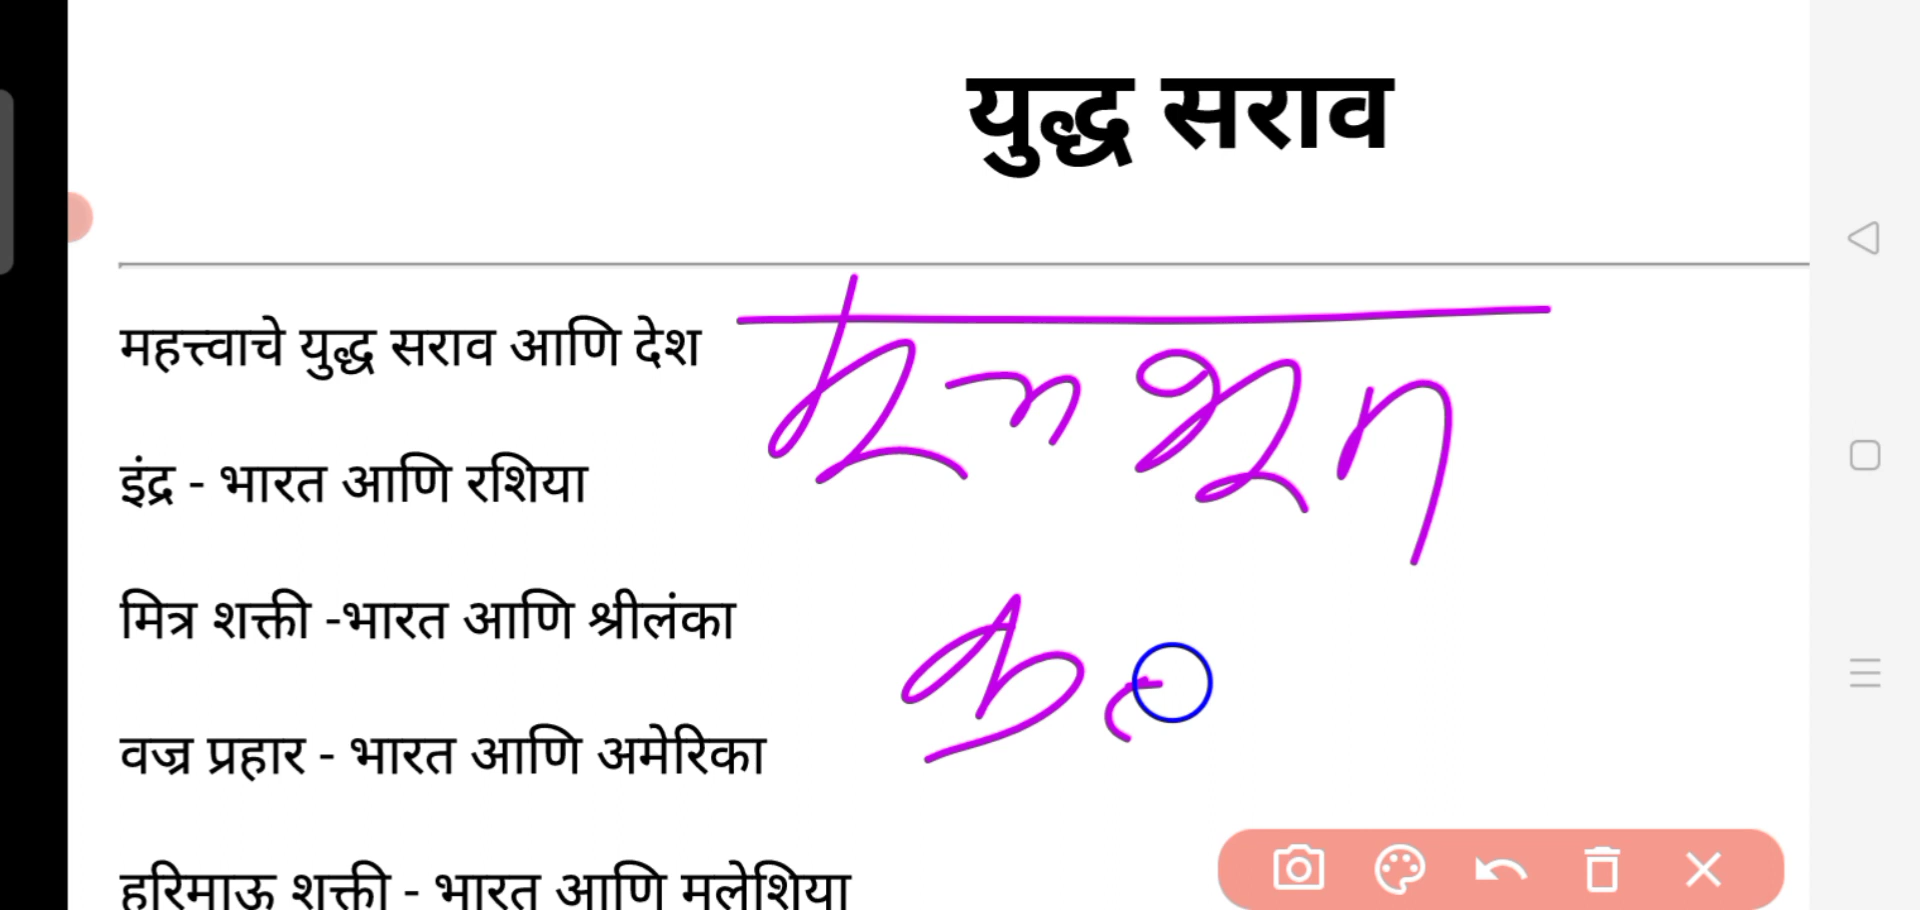 युद्ध सराव
महत्त्वाचे युद्ध सराव आणि देश
इंद्र - भारत आणि रशिया
मित्र शक्ती -भारत आणि श्रीलंका
वज्र प्रहार - भारत आणि अमेरिका
हरिमाऊ शक्ती - भारत आणि मलेशिया